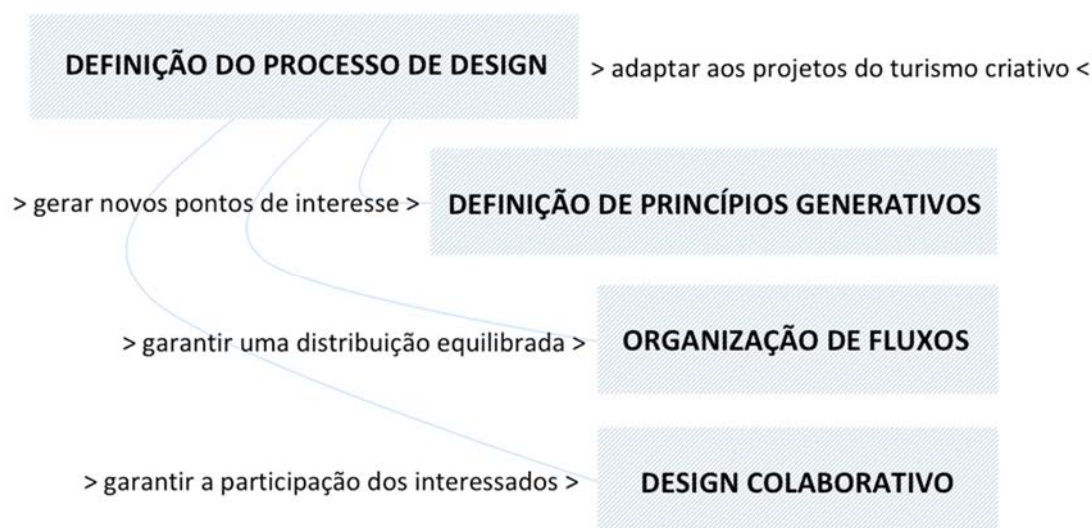 DEFINIÇÃO DO PROCESSO DE DESIGN > adaptar aos projetos do turismo criativo <
> gerar novos pontos de interesse > DEFINIÇÃO DE PRINCÍPIOS GENERATIVOS
> garantir uma distribuição equilibrada > ORGANIZAÇÃO DE FLUXOS
> garantir a participação dos interessados > DESIGN COLABORATIVO